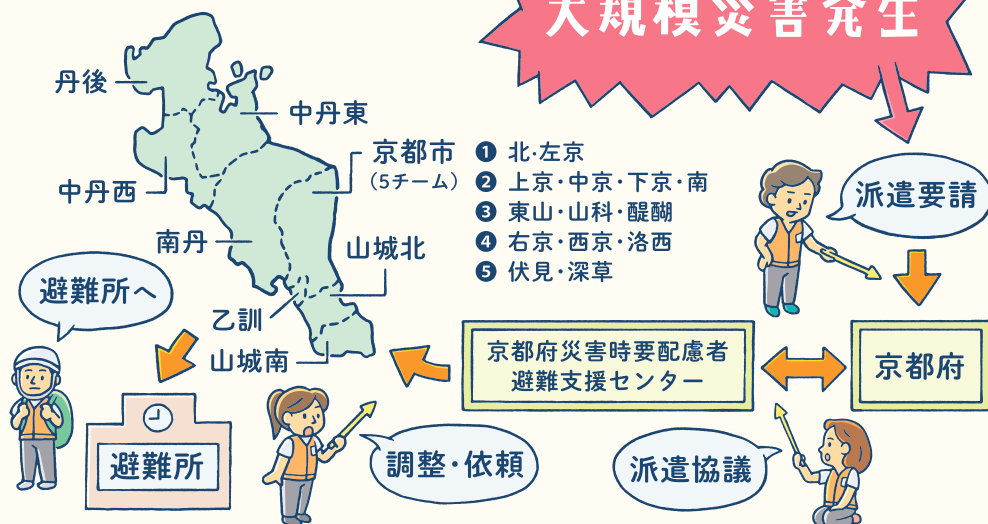 大規模災害発生
丹後
中丹東
京都市
（5チーム）
❶ 北・左京
❷ 上京・中京・下京・南
❸ 東山・山科・醍醐
❹ 右京・西京・洛西
❺ 伏見・深草
中丹西
南丹
山城北
乙訓
山城南
派遣要請
京都府
京都府災害時要配慮者
避難支援センター
派遣協議
調整・依頼
避難所へ
避難所